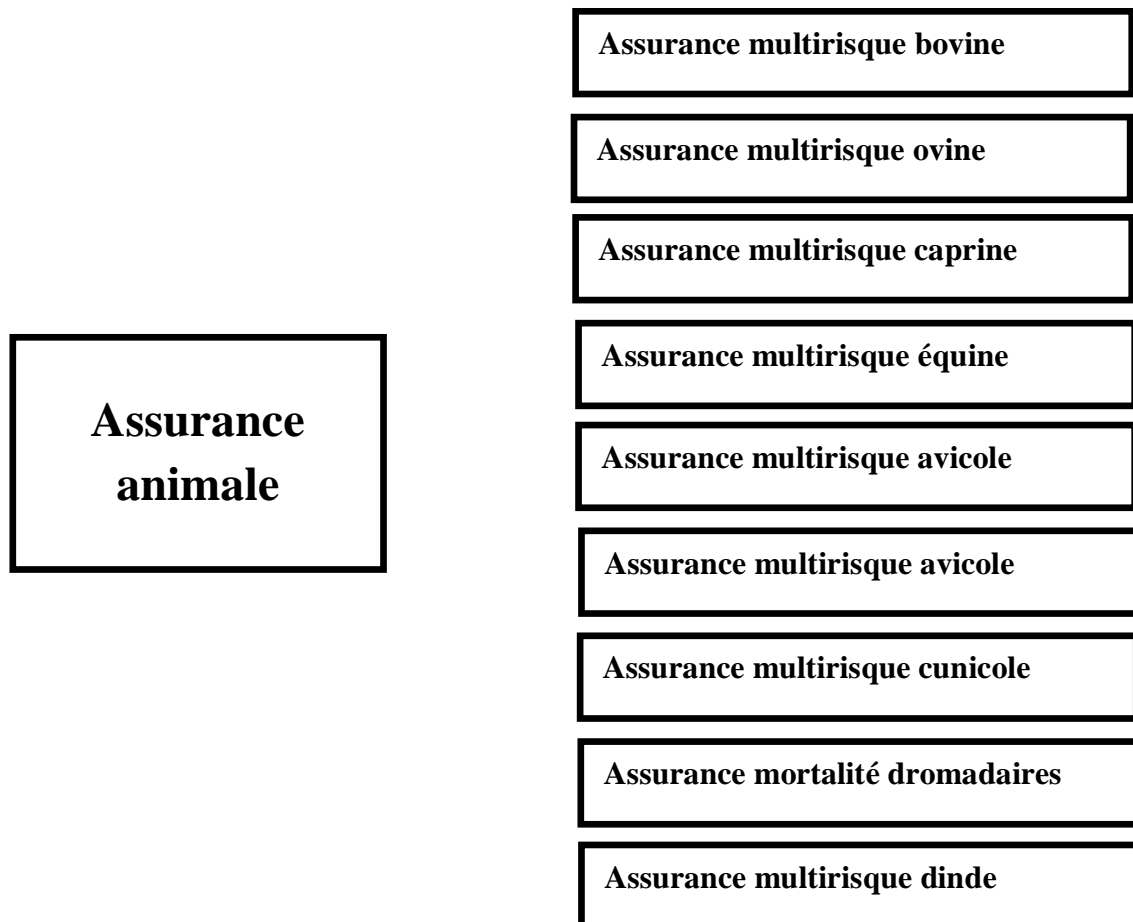 Assurance multirisque bovine
Assurance multirisque ovine
Assurance multirisque caprine
Assurance multirisque équine
Assurance
animale
Assurance multirisque avicole
Assurance multirisque avicole
Assurance multirisque cunicole
Assurance mortalité dromadaires
Assurance multirisque dinde